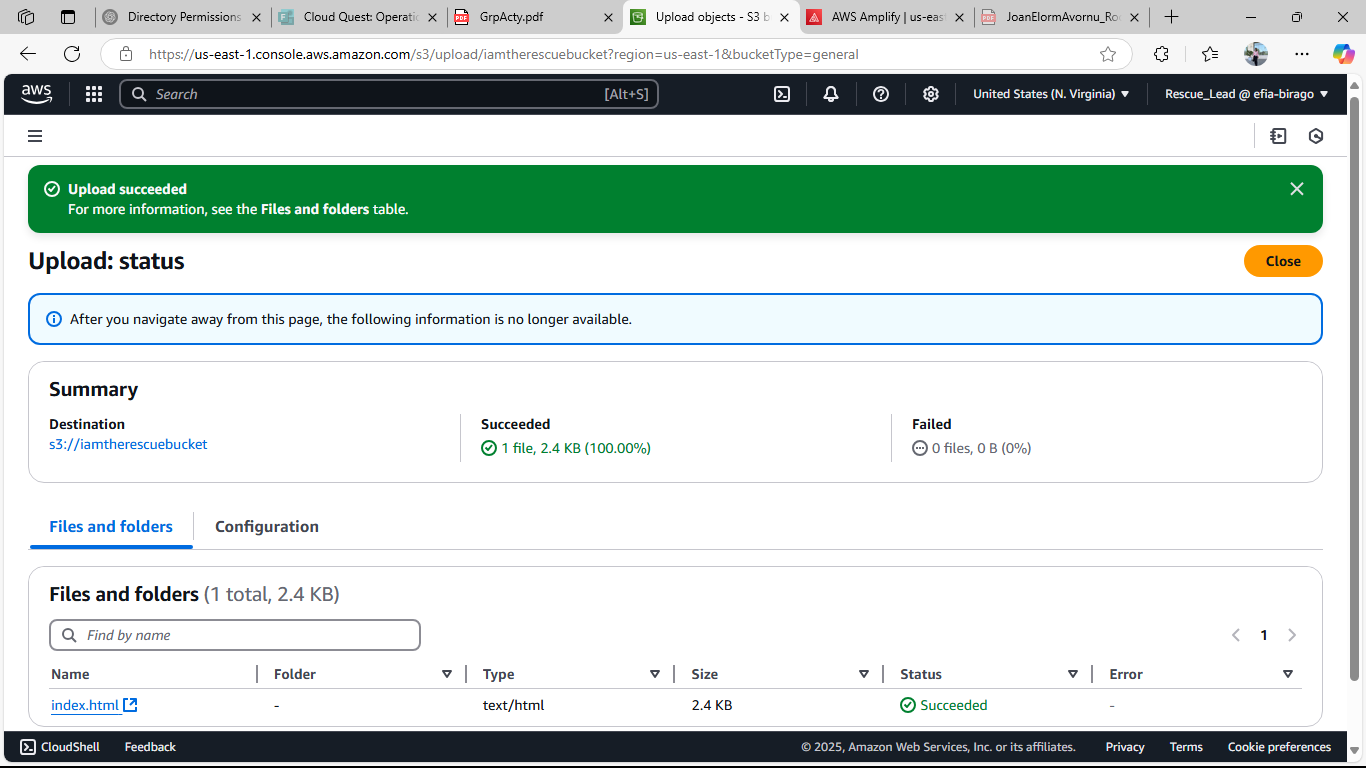 Directory Permissions
Cloud Quest: Operatio
GrpActy.pdf
Upload objects - S3 b
AWS Amplify | us-eas
JoanElormAvornu_Ro
https://us-east-1.console.aws.amazon.com/s3/upload/iamtherescuebucket?region=us-east-1&bucketType=general
aws
Search [Alt+S]
United States (N. Virginia)
Rescue_Lead @ efia-birago
Upload succeeded
For more information, see the Files and folders table.
Upload: status
Close
After you navigate away from this page, the following information is no longer available.
Summary
Destination
s3://iamtherescuebucket
Succeeded
1 file, 2.4 KB (100.00%)
Failed
0 files, 0 B (0%)
Files and folders
Configuration
Files and folders (1 total, 2.4 KB)
Find by name
1
Name Folder Type Size Status Error
index.html - text/html 2.4 KB Succeeded -
CloudShell Feedback © 2025, Amazon Web Services, Inc. or its affiliates. Privacy Terms Cookie preferences